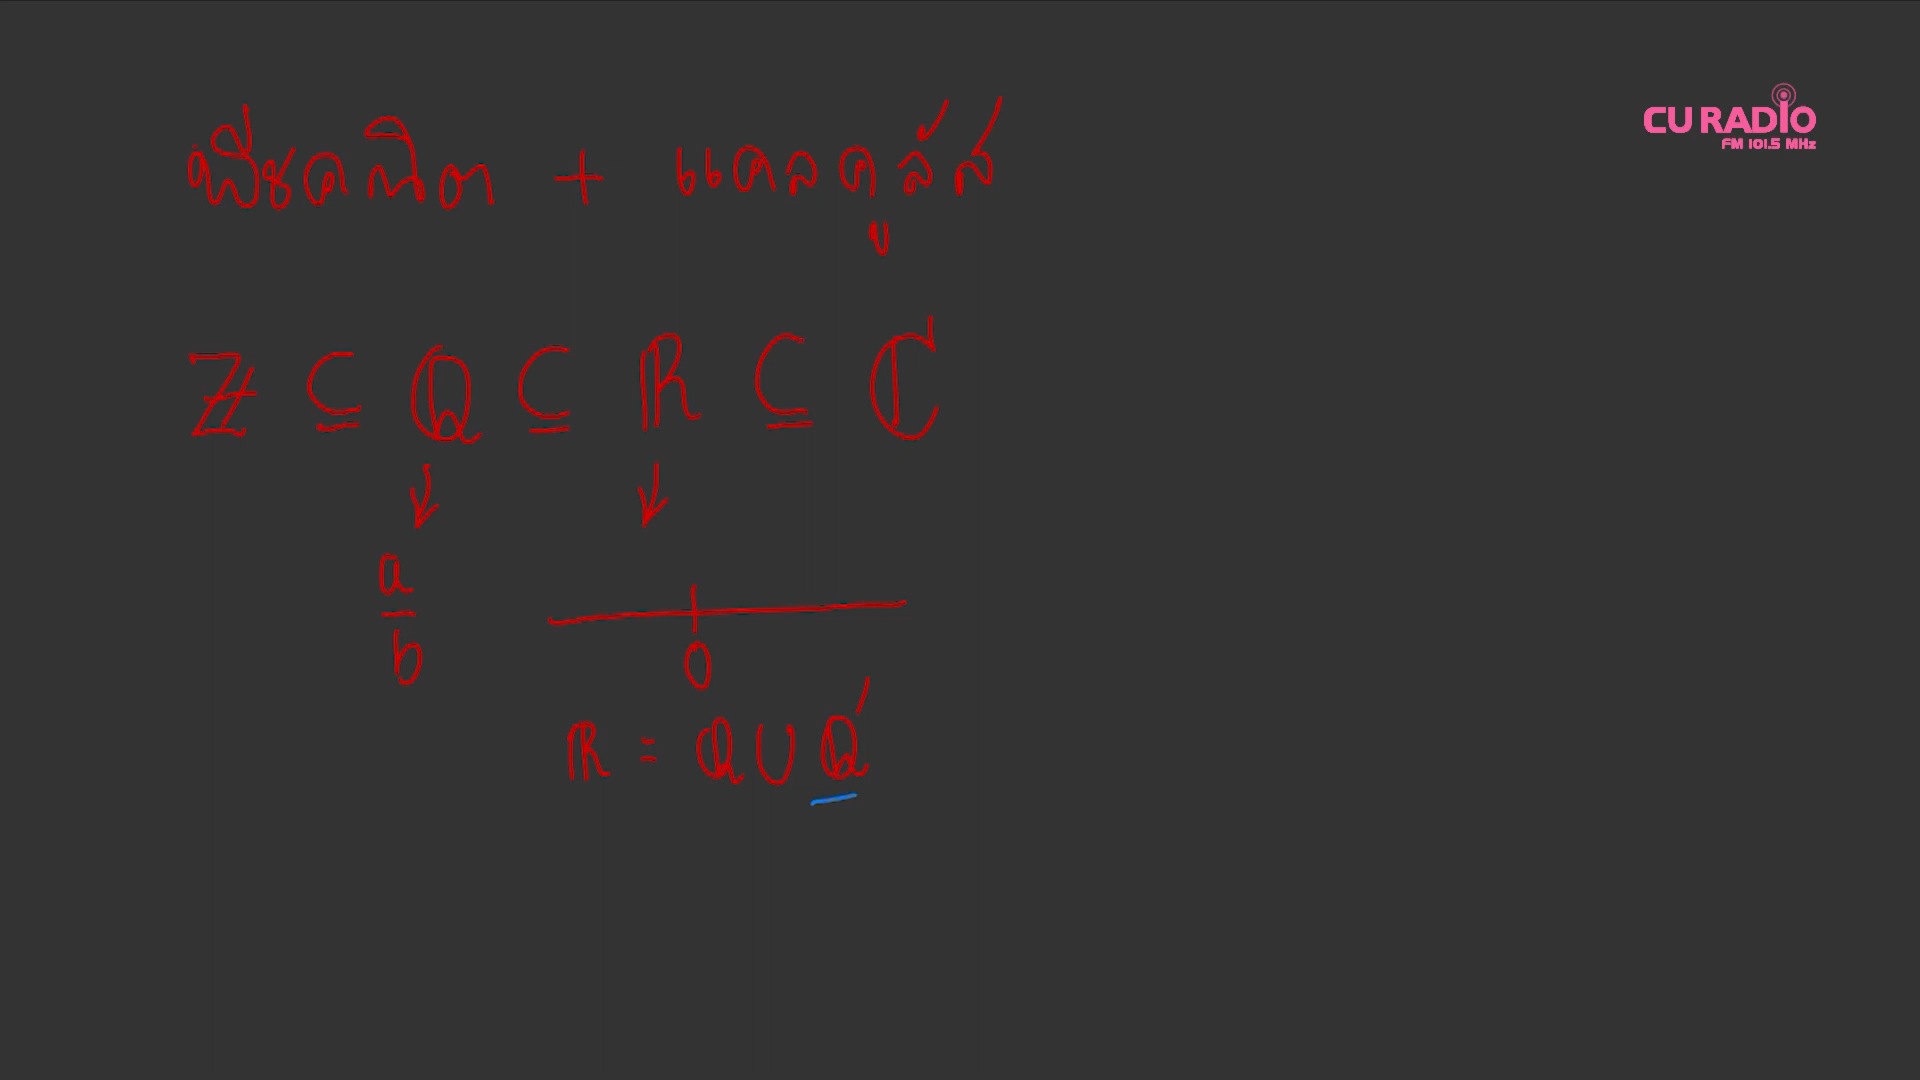 พีชคณิต + แคลคูลัส
CU RADIO
FM 101.5 MHz
ℤ ⊆ ℚ ⊆ ℝ ⊆ ℂ
a
b
0
ℝ = ℚ ∪ ℚ'